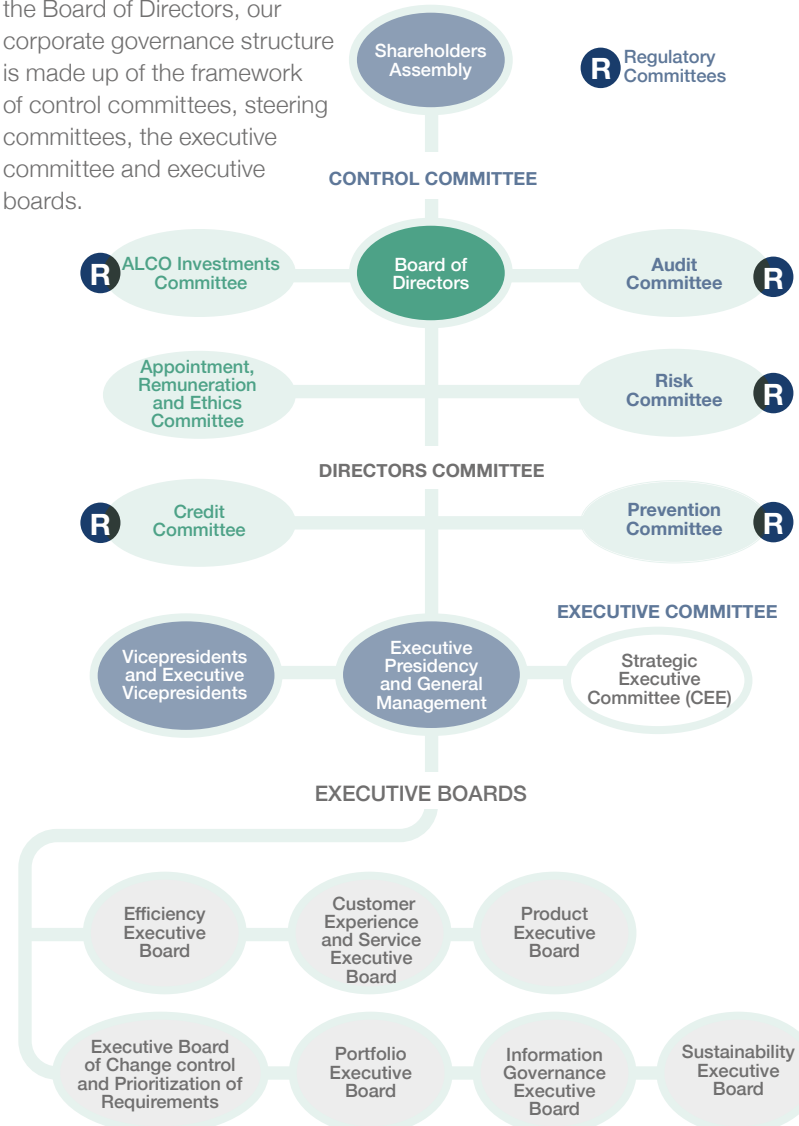 the Board of Directors, our
corporate governance structure
is made up of the framework
of control committees, steering
committees, the executive
committee and executive
boards.
Shareholders
Assembly
R
Regulatory
Committees
CONTROL COMMITTEE
R
ALCO Investments
Committee
Board of
Directors
Audit
Committee
R
Appointment,
Remuneration
and Ethics
Committee
Risk
Committee
R
DIRECTORS COMMITTEE
R
Credit
Committee
Prevention
Committee
R
EXECUTIVE COMMITTEE
Vicepresidents
and Executive
Vicepresidents
Executive
Presidency
and General
Management
Strategic
Executive
Committee (CEE)
EXECUTIVE BOARDS
Efficiency
Executive
Board
Customer
Experience
and Service
Executive
Board
Product
Executive
Board
Executive Board
of Change control
and Prioritization of
Requirements
Portfolio
Executive
Board
Information
Governance
Executive
Board
Sustainability
Executive
Board